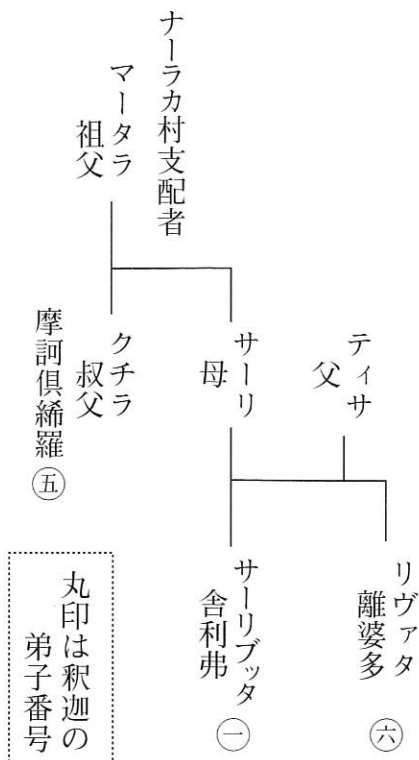 ナーラカ村支配者
マータラ
祖父
ティサ
父
サーリ
母
クチラ
叔父
摩訶倶絺羅 ㊄
リヴァタ
離婆多 ㊅
サーリブッタ
舎利弗 ㊀
丸印は釈迦の
弟子番号